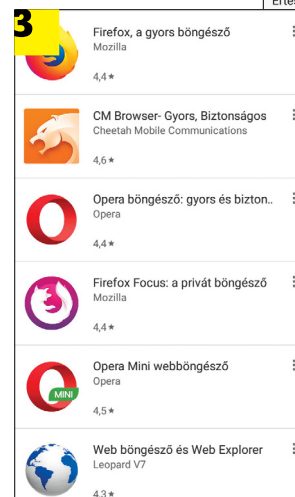 Értes
3
Firefox, a gyors böngésző
Mozilla
4,4★
CM Browser- Gyors, Biztonságos
Cheetah Mobile Communications
4,6★
Opera böngésző: gyors és bizton..
Opera
4,4★
Firefox Focus: a privát böngésző
Mozilla
4,4★
Opera Mini webböngésző
Opera
MINI
4,5★
Web böngésző és Web Explorer
Leopard V7
4,3★